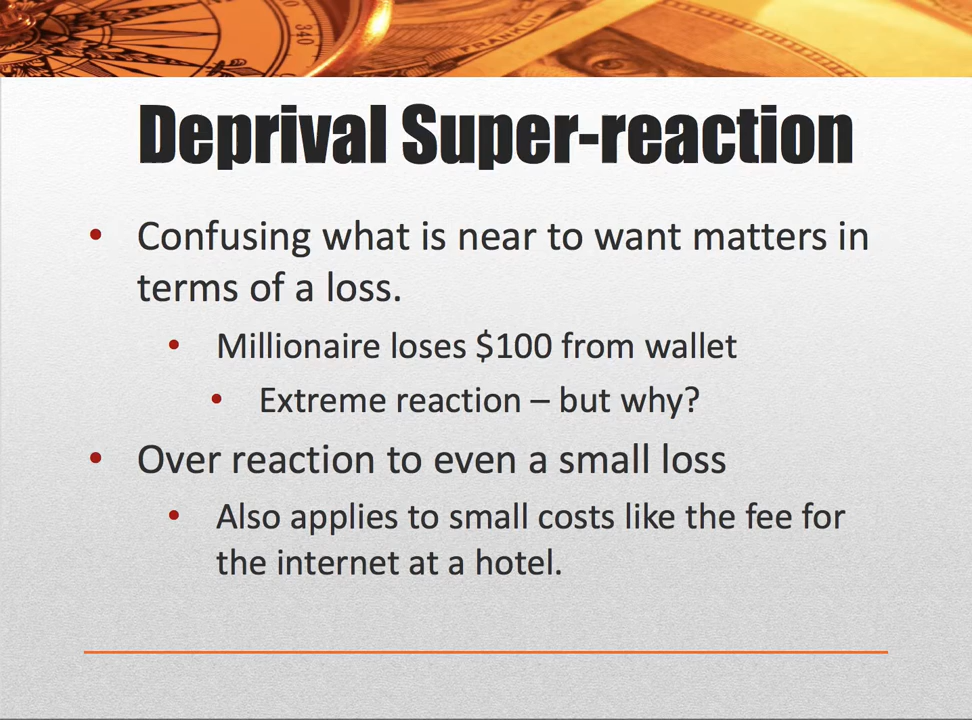 340
FRANKLIN
Deprival Super-reaction
• Confusing what is near to want matters in
terms of a loss.
• Millionaire loses $100 from wallet
• Extreme reaction – but why?
• Over reaction to even a small loss
• Also applies to small costs like the fee for
the internet at a hotel.